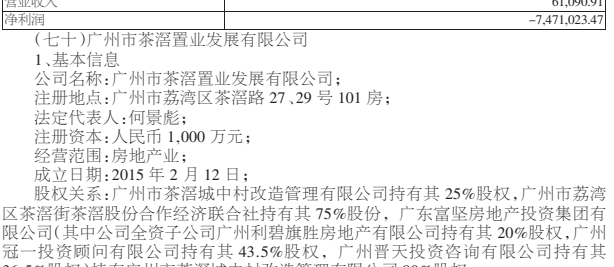 营业收入 61,090.91
净利润 -7,471,023.47
(七十)广州市茶滘置业发展有限公司
1、基本信息
公司名称:广州市茶滘置业发展有限公司;
注册地点:广州市荔湾区茶滘路 27、29 号 101 房;
法定代表人:何景彪;
注册资本:人民币 1,000 万元;
经营范围:房地产业;
成立日期:2015 年 2 月 12 日;
股权关系:广州市茶滘城中村改造管理有限公司持有其 25%股权,广州市荔湾
区茶滘街茶滘股份合作经济联合社持有其 75%股份, 广东富坚房地产投资集团有
限公司(其中公司全资子公司广州利碧旗胜房地产有限公司持有其 20%股权,广州
冠一投资顾问有限公司持有其 43.5%股权, 广州晋天投资咨询有限公司持有其